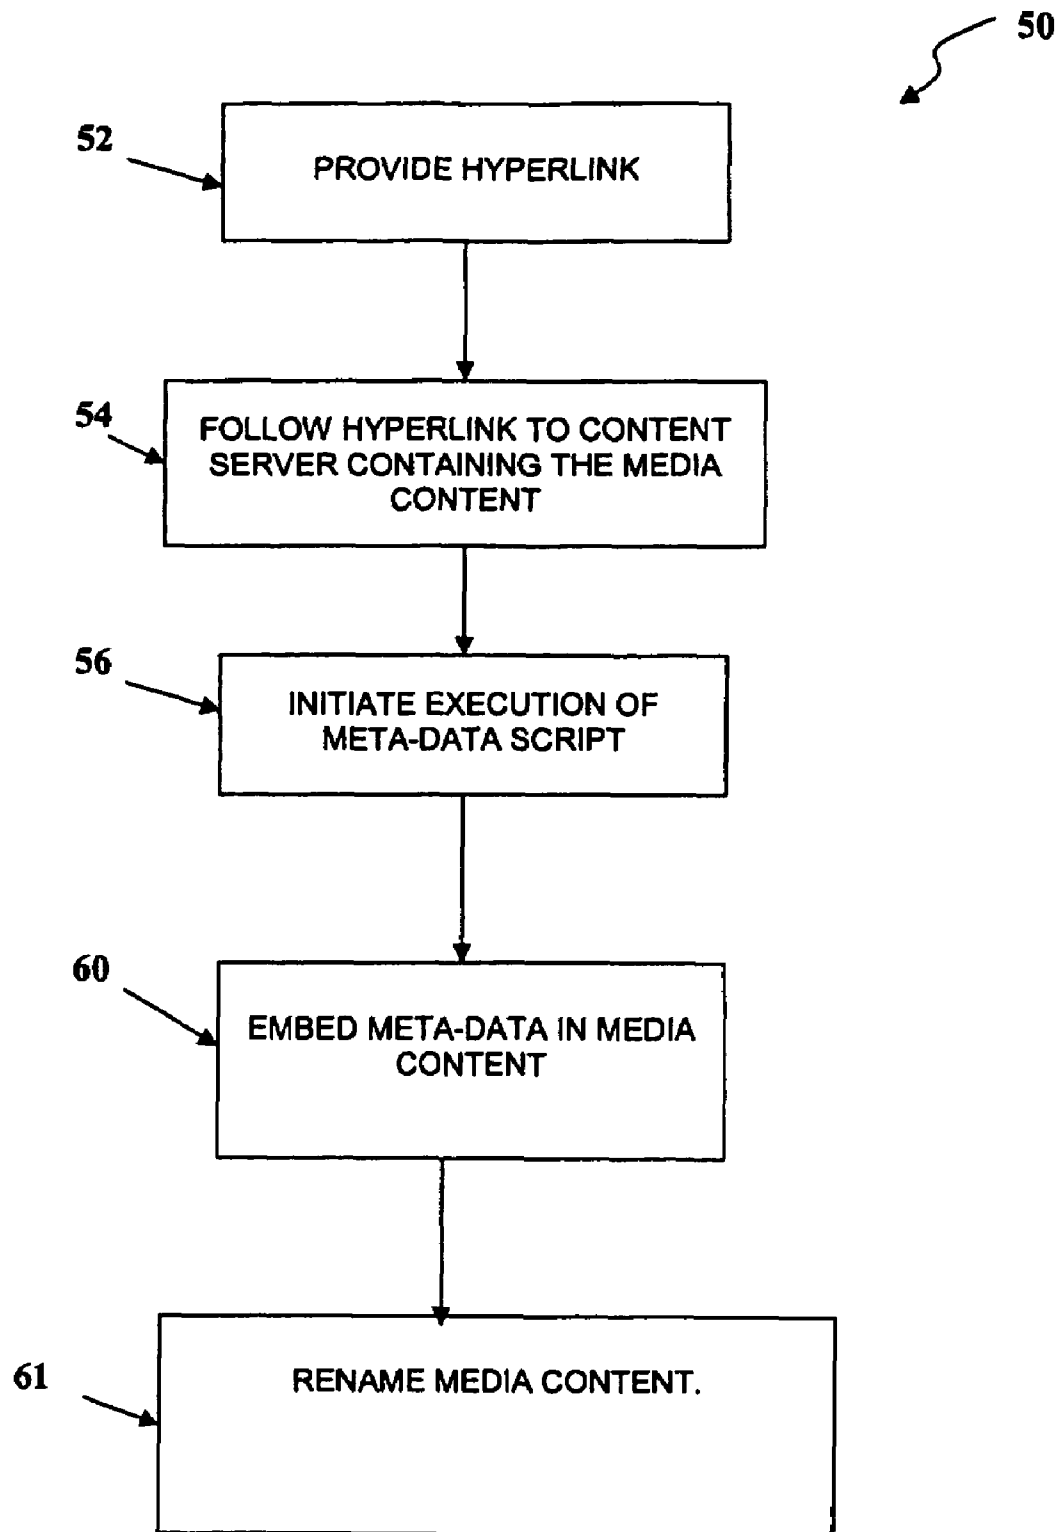 50
52
PROVIDE HYPERLINK
54
FOLLOW HYPERLINK TO CONTENT
SERVER CONTAINING THE MEDIA
CONTENT
56
INITIATE EXECUTION OF
META-DATA SCRIPT
60
EMBED META-DATA IN MEDIA
CONTENT
61
RENAME MEDIA CONTENT.